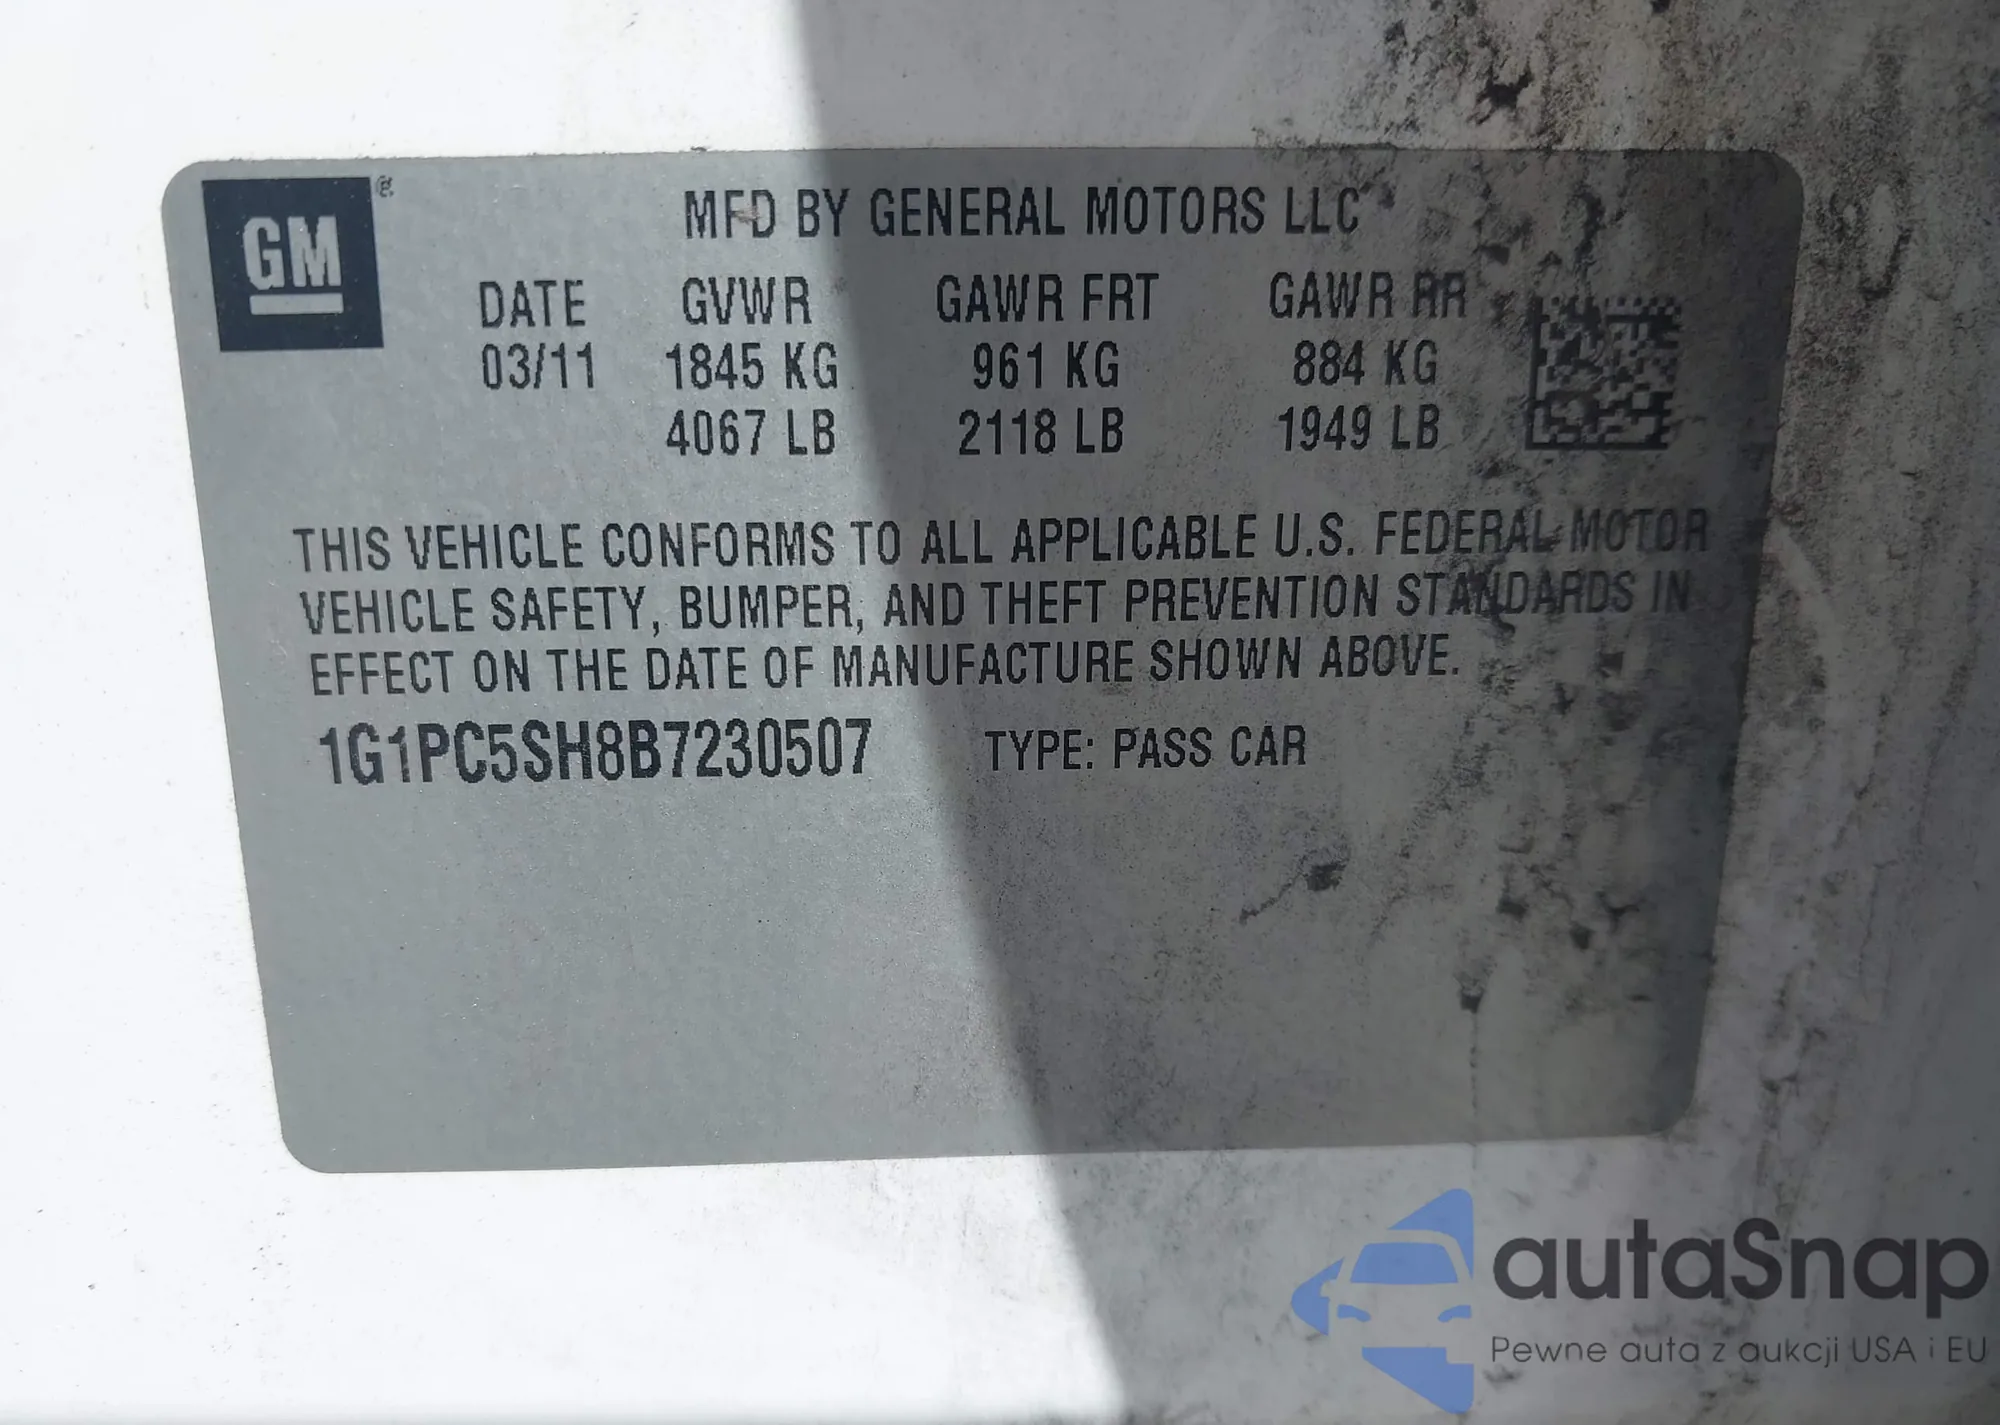 GM ®
MFD BY GENERAL MOTORS LLC
DATE GVWR GAWR FRT GAWR RR
03/11 1845 KG 961 KG 884 KG
4067 LB 2118 LB 1949 LB
THIS VEHICLE CONFORMS TO ALL APPLICABLE U.S. FEDERAL MOTOR
VEHICLE SAFETY, BUMPER, AND THEFT PREVENTION STANDARDS IN
EFFECT ON THE DATE OF MANUFACTURE SHOWN ABOVE.
1G1PC5SH8B7230507 TYPE: PASS CAR
autaSnap
Pewne auta z aukcji USA i EU